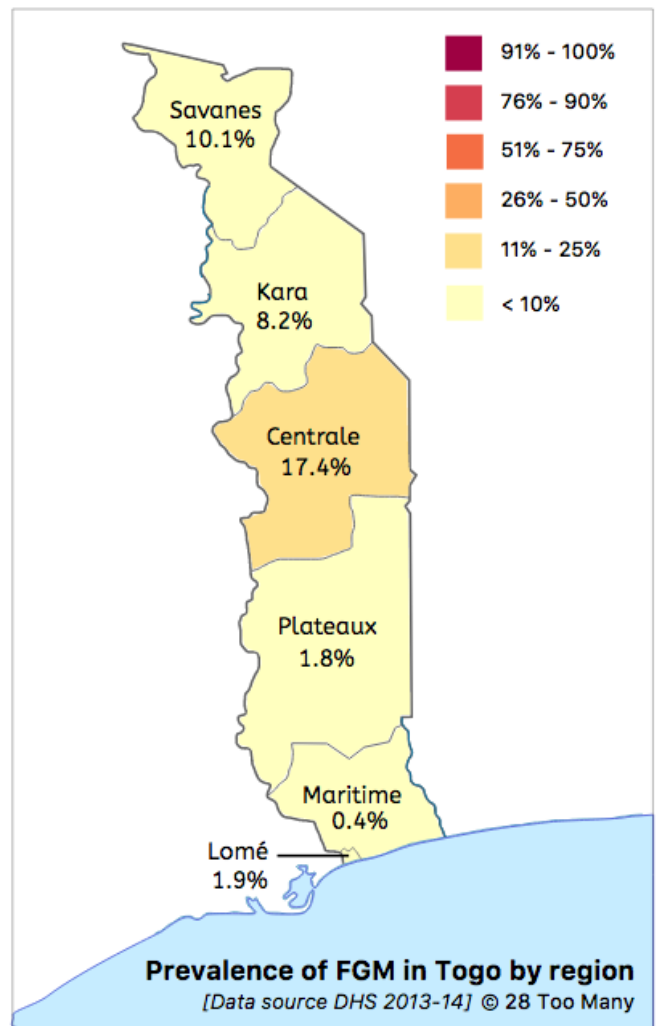 91% - 100%
76% - 90%
51% - 75%
26% - 50%
11% - 25%
< 10%
Savanes
10.1%
Kara
8.2%
Centrale
17.4%
Plateaux
1.8%
Maritime
0.4%
Lomé
1.9%
Prevalence of FGM in Togo by region
[Data source DHS 2013-14] © 28 Too Many